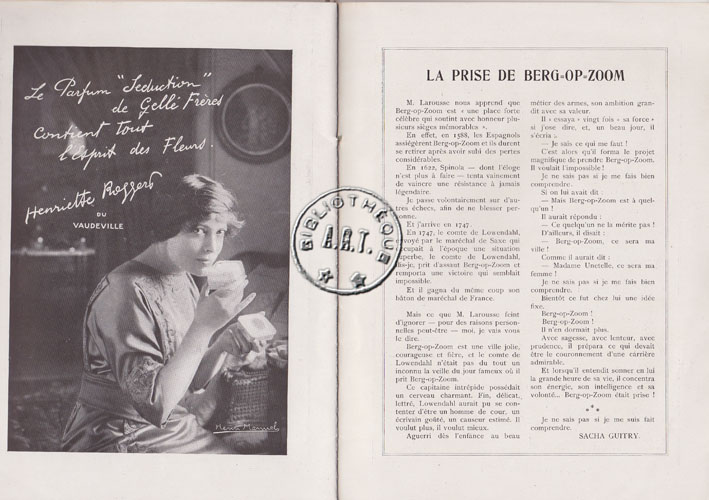 Le Parfum "Séduction"
de Gellé Frères
Contient Tout
l'Esprit des Fleurs.
Henriette Roggers
DU
VAUDEVILLE
Henri Manuel
BIBLIOTHÈQUE
A.R.T.
LA PRISE DE BERG-OP-ZOOM
M. Larousse nous apprend que
Berg-op-Zoom est « une place forte
célèbre qui soutint avec honneur plu-
sieurs sièges mémorables ».
En effet, en 1588, les Espagnols
assiégèrent Berg-op-Zoom et ils durent
se retirer après avoir subi des pertes
considérables.
En 1622, Spinola — dont l'éloge
n'est plus à faire — tenta vainement
de vaincre une résistance à jamais
légendaire.
Je passe volontairement sur d'au-
tres échecs, afin de ne blesser per-
sonne.
Et j'arrive en 1747.
En 1747, le comte de Lowendahl,
envoyé par le maréchal de Saxe qui
occupait à l'époque une situation
superbe, le comte de Lowendahl,
dis-je, prit d'assaut Berg-op-Zoom et
remporta une victoire qui semblait
impossible.
Et il gagna du même coup son
bâton de maréchal de France.
Mais ce que M. Larousse feint
d'ignorer — pour des raisons person-
nelles peut-être — moi, je vais vous
le dire.
Berg-op-Zoom est une ville jolie,
courageuse et fière, et le comte de
Lowendahl n'était pas du tout un
inconnu la veille du jour fameux où il
prit Berg-op-Zoom.
Ce capitaine intrépide possédait
un cerveau charmant. Fin, délicat,
lettré, Lowendahl aurait pu se con-
tenter d'être un homme de cour, un
écrivain goûté, un causeur estimé. Il
voulut plus, il voulut mieux.
Aguerri dès l'enfance au beau
métier des armes, son ambition gran-
dit avec sa valeur.
Il « essaya » vingt fois « sa force »
si j'ose dire, et, un beau jour, il
s'écria :
— Je sais ce qui me faut !
C'est alors qu'il forma le projet
magnifique de prendre Berg-op-Zoom.
Il voulait l'impossible !
Je ne sais pas si je me fais bien
comprendre.
Si on lui avait dit :
— Mais Berg-op-Zoom est à quel-
qu'un !
Il aurait répondu :
— Ce quelqu'un ne la mérite pas !
D'ailleurs, il disait :
— Berg-op-Zoom, ce sera ma
ville !
Comme il aurait dit :
— Madame Unetelle, ce sera ma
femme !
Je ne sais pas si je me fais bien
comprendre.
Bientôt ce fut chez lui une idée
fixe.
Berg-op-Zoom !
Berg-op-Zoom !
Il n'en dormait plus.
Avec sagesse, avec lenteur, avec
prudence, il prépara ce qui devait
être le couronnement d'une carrière
admirable.
Et lorsqu'il entendit sonner en lui
la grande heure de sa vie, il concentra
son énergie, son intelligence et sa
volonté... Berg-op-Zoom était prise !
***
Je ne sais pas si je me suis fait
comprendre.
SACHA GUITRY.